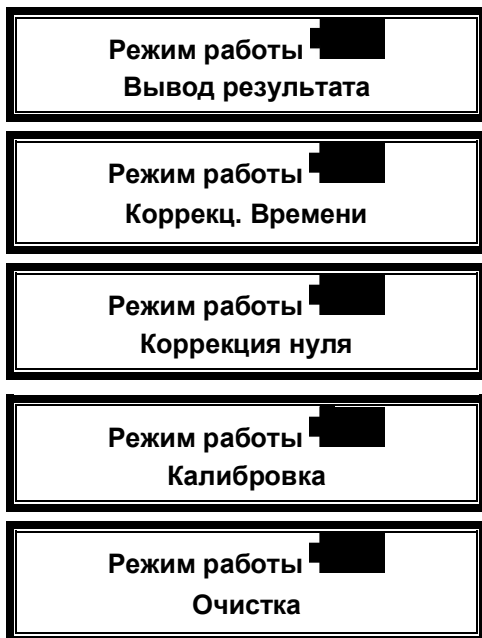 Режим работы
Вывод результата
Режим работы
Коррекц. Времени
Режим работы
Коррекция нуля
Режим работы
Калибровка
Режим работы
Очистка